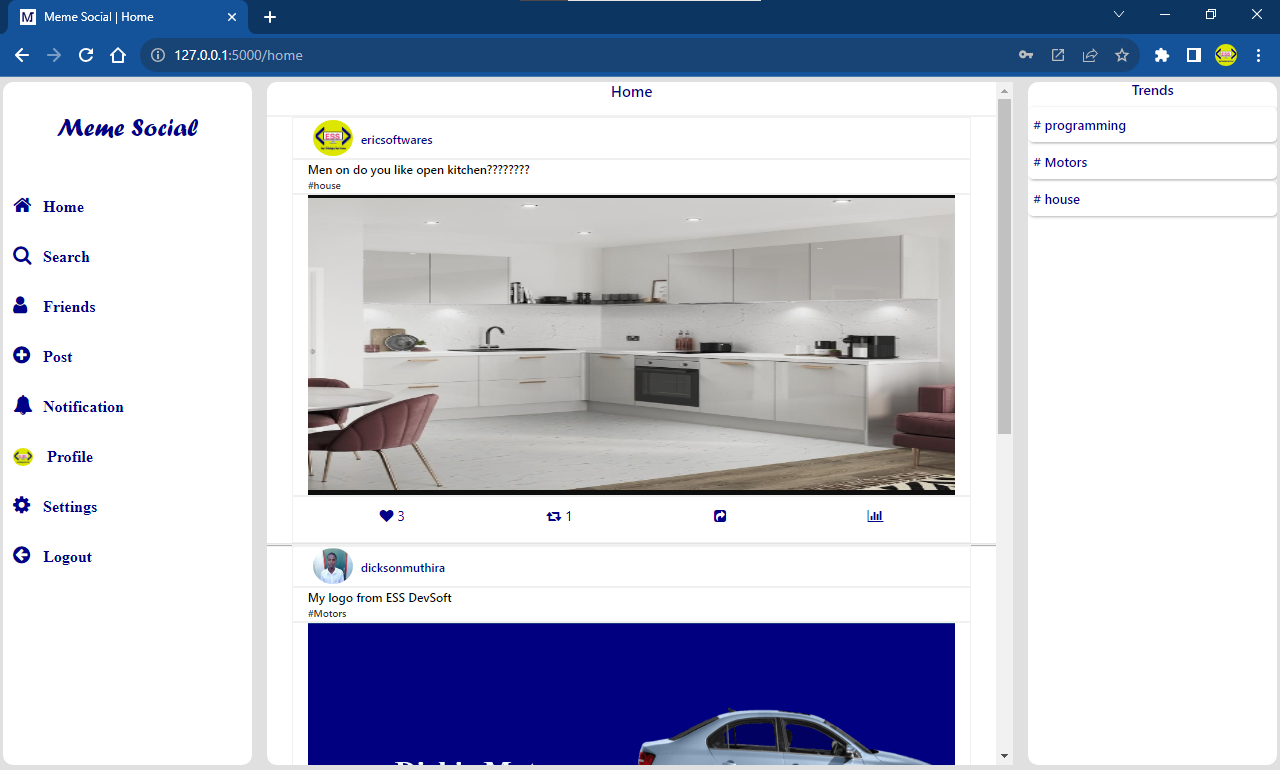 Meme Social | Home
127.0.0.1:5000/home
Meme Social
Home
Search
Friends
Post
Notification
Profile
Settings
Logout
Home
ESS
ericsoftwares
Men on do you like open kitchen????????
#house
3
1
dicksonmuthira
My logo from ESS DevSoft
#Motors
Trends
# programming
# Motors
# house